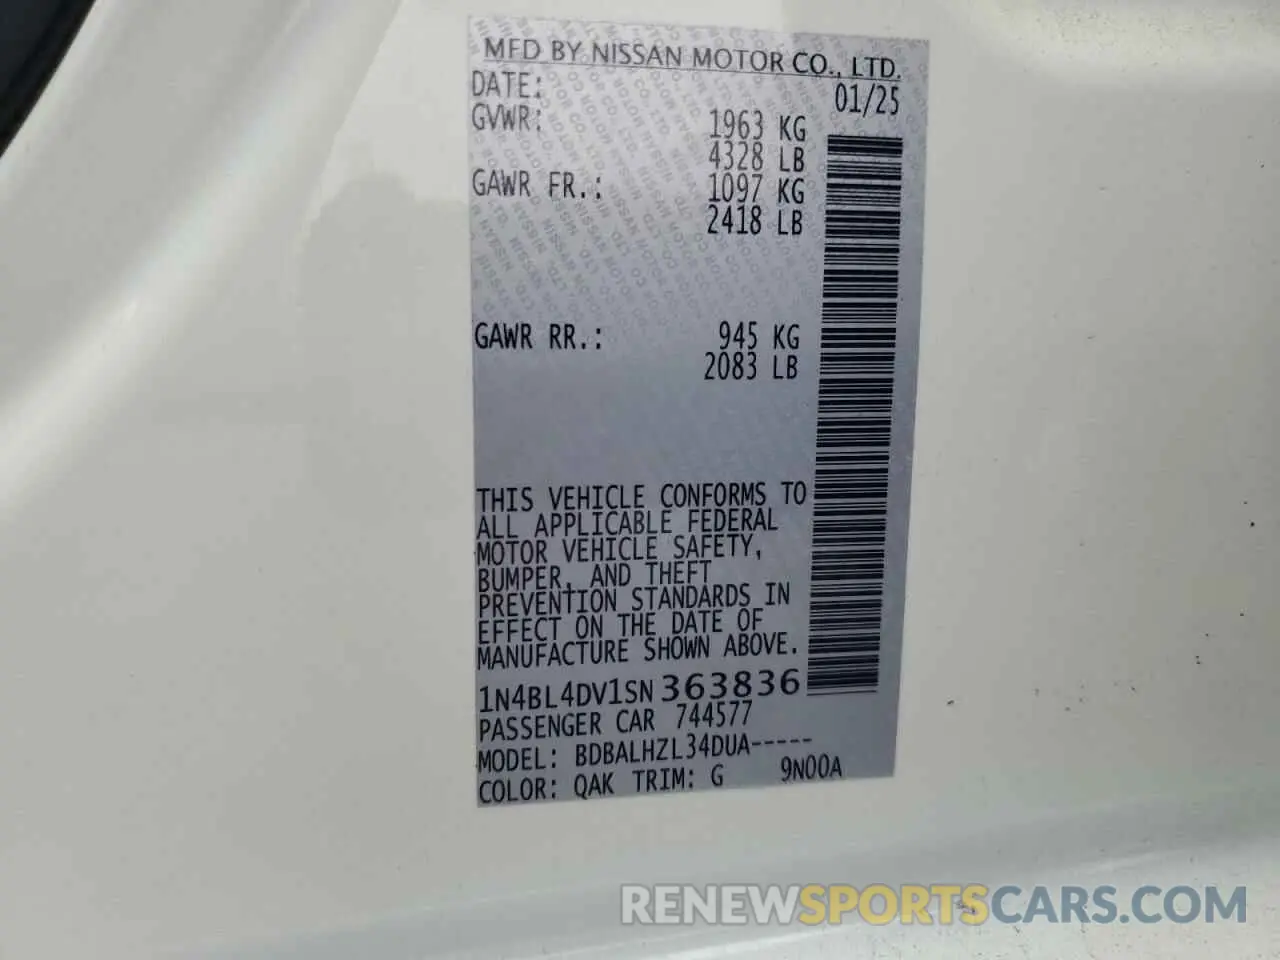 MFD BY NISSAN MOTOR CO., LTD.
DATE: 01/25
GVWR: 1963 KG
4328 LB
GAWR FR.: 1097 KG
2418 LB
GAWR RR.: 945 KG
2083 LB
THIS VEHICLE CONFORMS TO
ALL APPLICABLE FEDERAL
MOTOR VEHICLE SAFETY,
BUMPER, AND THEFT
PREVENTION STANDARDS IN
EFFECT ON THE DATE OF
MANUFACTURE SHOWN ABOVE.
1N4BL4DV1SN363836
PASSENGER CAR 744577
MODEL: BDBALHZL34DUA-----
COLOR: QAK TRIM: G 9N00A
RENEWSPORTSCARS.COM